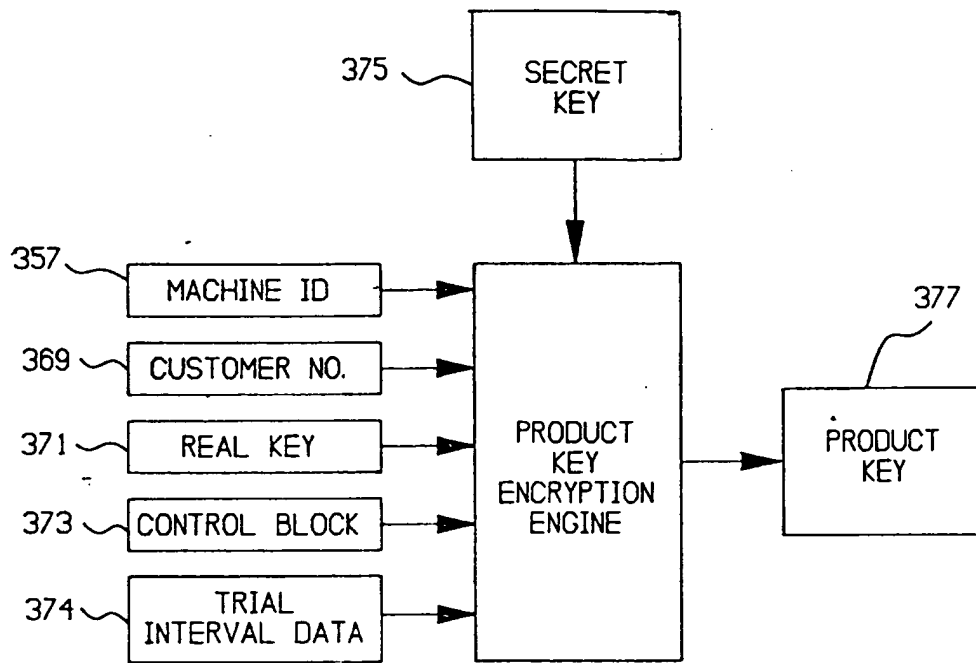 375
SECRET
KEY
357
MACHINE ID
369
CUSTOMER NO.
371
REAL KEY
373
CONTROL BLOCK
374
TRIAL
INTERVAL DATA
PRODUCT
KEY
ENCRYPTION
ENGINE
377
PRODUCT
KEY